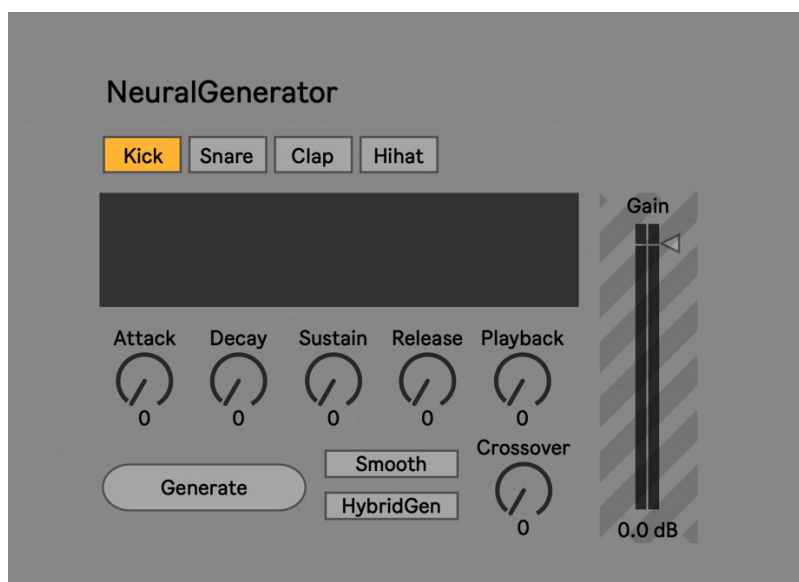 NeuralGenerator
Kick Snare Clap Hihat
Gain
Attack Decay Sustain Release Playback
0 0 0 0 0
Crossover
Smooth
Generate
HybridGen
0
0.0 dB